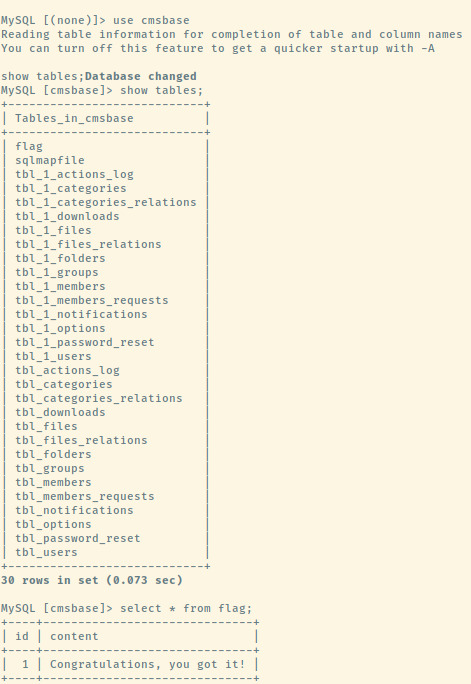 MySQL [(none)]> use cmsbase
Reading table information for completion of table and column names
You can turn off this feature to get a quicker startup with -A
show tables;Database changed
MySQL [cmsbase]> show tables;
+---------------------------+
| Tables_in_cmsbase         |
+---------------------------+
| flag                      |
| sqlmapfile                |
| tbl_1_actions_log         |
| tbl_1_categories          |
| tbl_1_categories_relations |
| tbl_1_downloads           |
| tbl_1_files               |
| tbl_1_files_relations     |
| tbl_1_folders             |
| tbl_1_groups              |
| tbl_1_members             |
| tbl_1_members_requests    |
| tbl_1_notifications       |
| tbl_1_options             |
| tbl_1_password_reset      |
| tbl_1_users               |
| tbl_actions_log           |
| tbl_categories            |
| tbl_categories_relations  |
| tbl_downloads             |
| tbl_files                 |
| tbl_files_relations       |
| tbl_folders               |
| tbl_groups                |
| tbl_members               |
| tbl_members_requests      |
| tbl_notifications         |
| tbl_options               |
| tbl_password_reset        |
| tbl_users                 |
+---------------------------+
30 rows in set (0.073 sec)
MySQL [cmsbase]> select * from flag;
+----+------------------------------+
| id | content                      |
+----+------------------------------+
|  1 | Congratulations, you got it! |
+----+------------------------------+